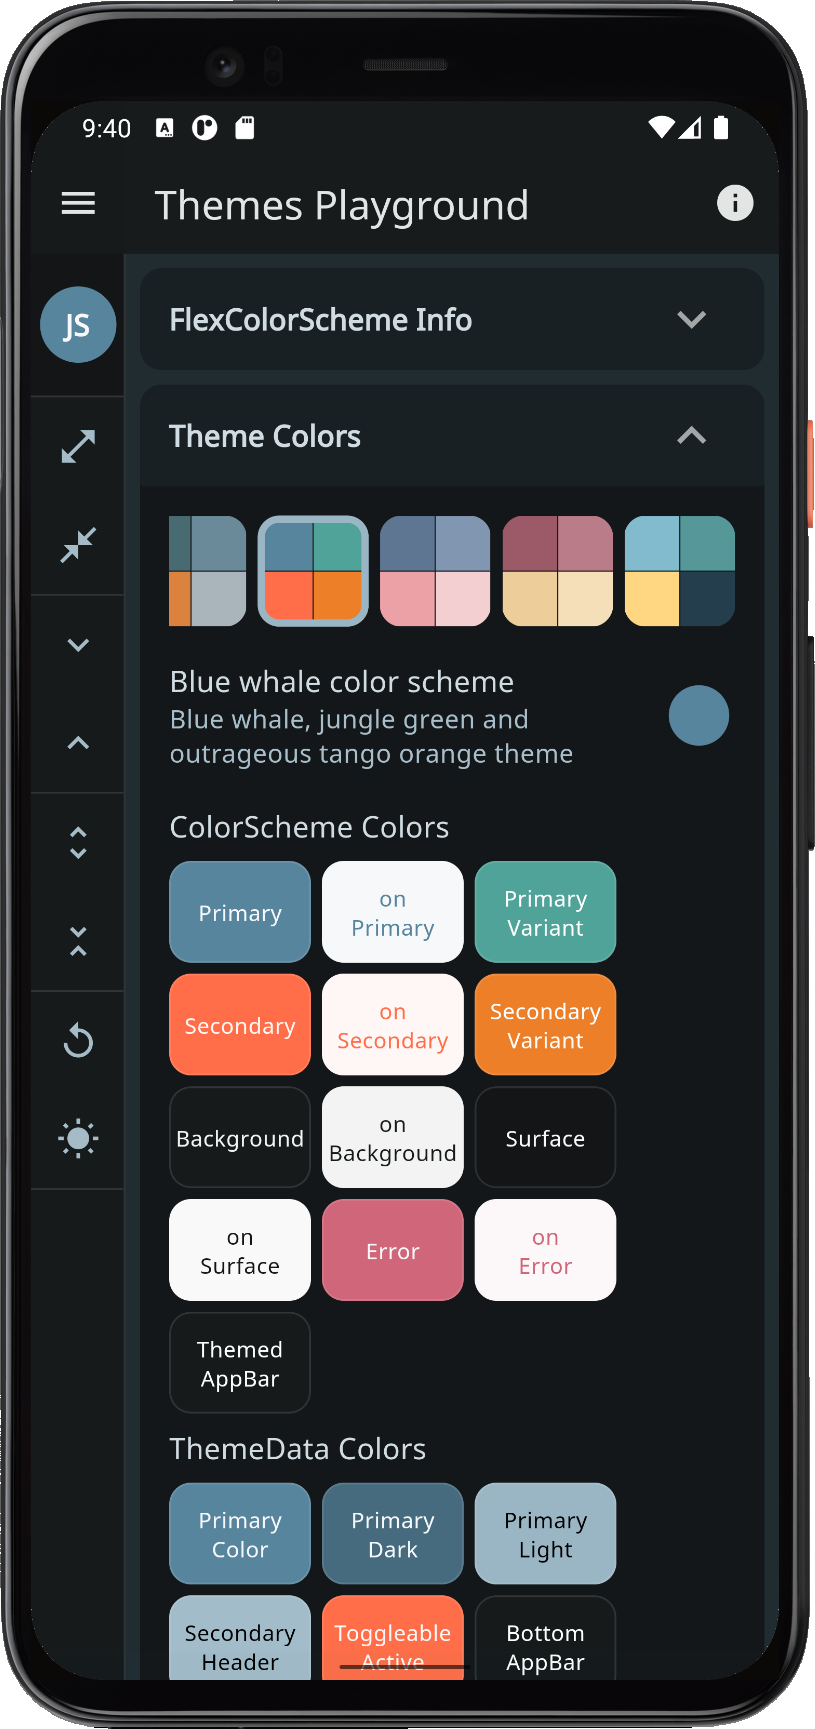 9:40
A
Themes Playground
JS
FlexColorScheme Info
Theme Colors
Blue whale color scheme
Blue whale, jungle green and
outrageous tango orange theme
ColorScheme Colors
Primary
on
Primary
Primary
Variant
Secondary
on
Secondary
Secondary
Variant
Background
on
Background
Surface
on
Surface
Error
on
Error
Themed
AppBar
ThemeData Colors
Primary
Color
Primary
Dark
Primary
Light
Secondary
Header
Toggleable
Active
Bottom
AppBar